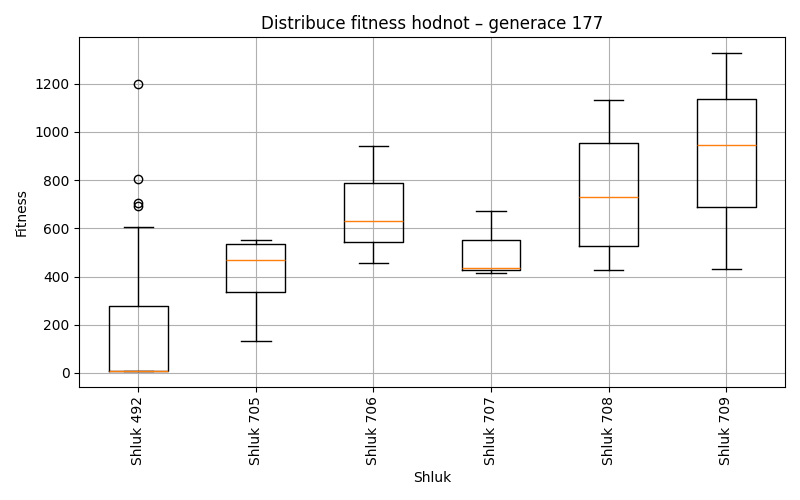 Distribuce fitness hodnot – generace 177
Fitness
1200
1000
800
600
400
200
0
Shluk 492
Shluk 705
Shluk 706
Shluk 707
Shluk 708
Shluk 709
Shluk